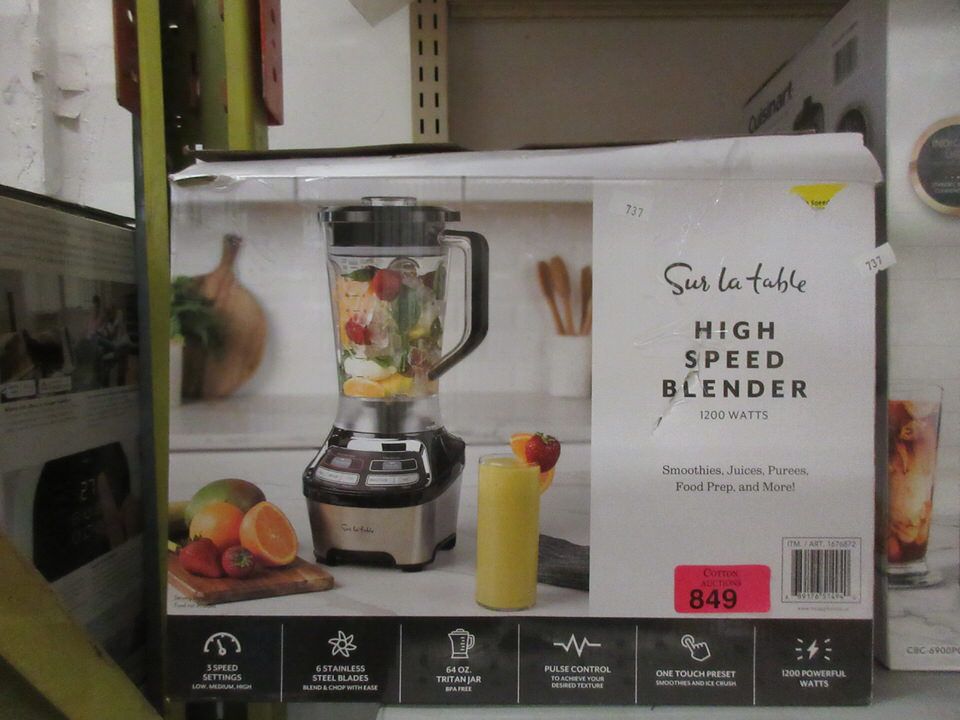 Cuisinart
737
737
Sur la table
HIGH
SPEED
BLENDER
1200 WATTS
Smoothies, Juices, Purees,
Food Prep, and More!
Sur la table
ITM. / ART. 1676872
COTTON
AUCTIONS
849
3 SPEED
SETTINGS
LOW, MEDIUM, HIGH
6 STAINLESS
STEEL BLADES
BLEND & CHOP WITH EASE
64 OZ.
TRITAN JAR
BPA FREE
PULSE CONTROL
TO ACHIEVE YOUR
DESIRED TEXTURE
ONE TOUCH PRESET
SMOOTHIES AND ICE CRUSH
1200 POWERFUL
WATTS